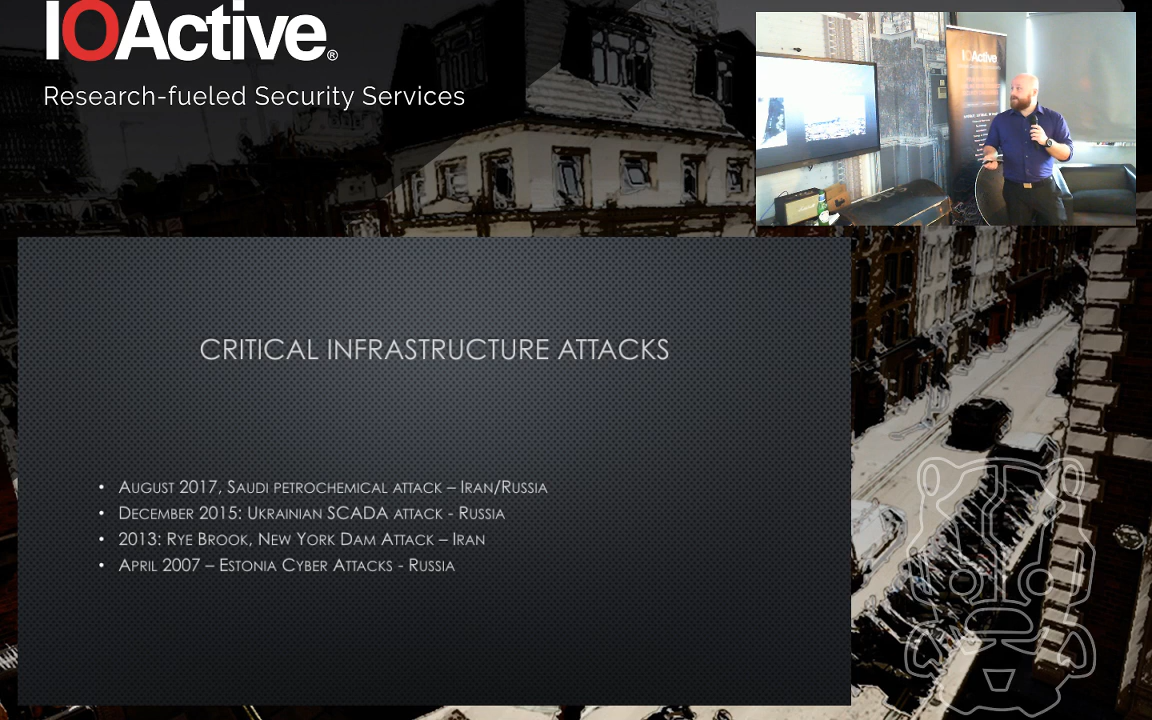 IOActive®
Research-fueled Security Services
IOActive
CRITICAL INFRASTRUCTURE ATTACKS
• AUGUST 2017, SAUDI PETROCHEMICAL ATTACK – IRAN/RUSSIA
• DECEMBER 2015: UKRAINIAN SCADA ATTACK - RUSSIA
• 2013: RYE BROOK, NEW YORK DAM ATTACK – IRAN
• APRIL 2007 – ESTONIA CYBER ATTACKS - RUSSIA